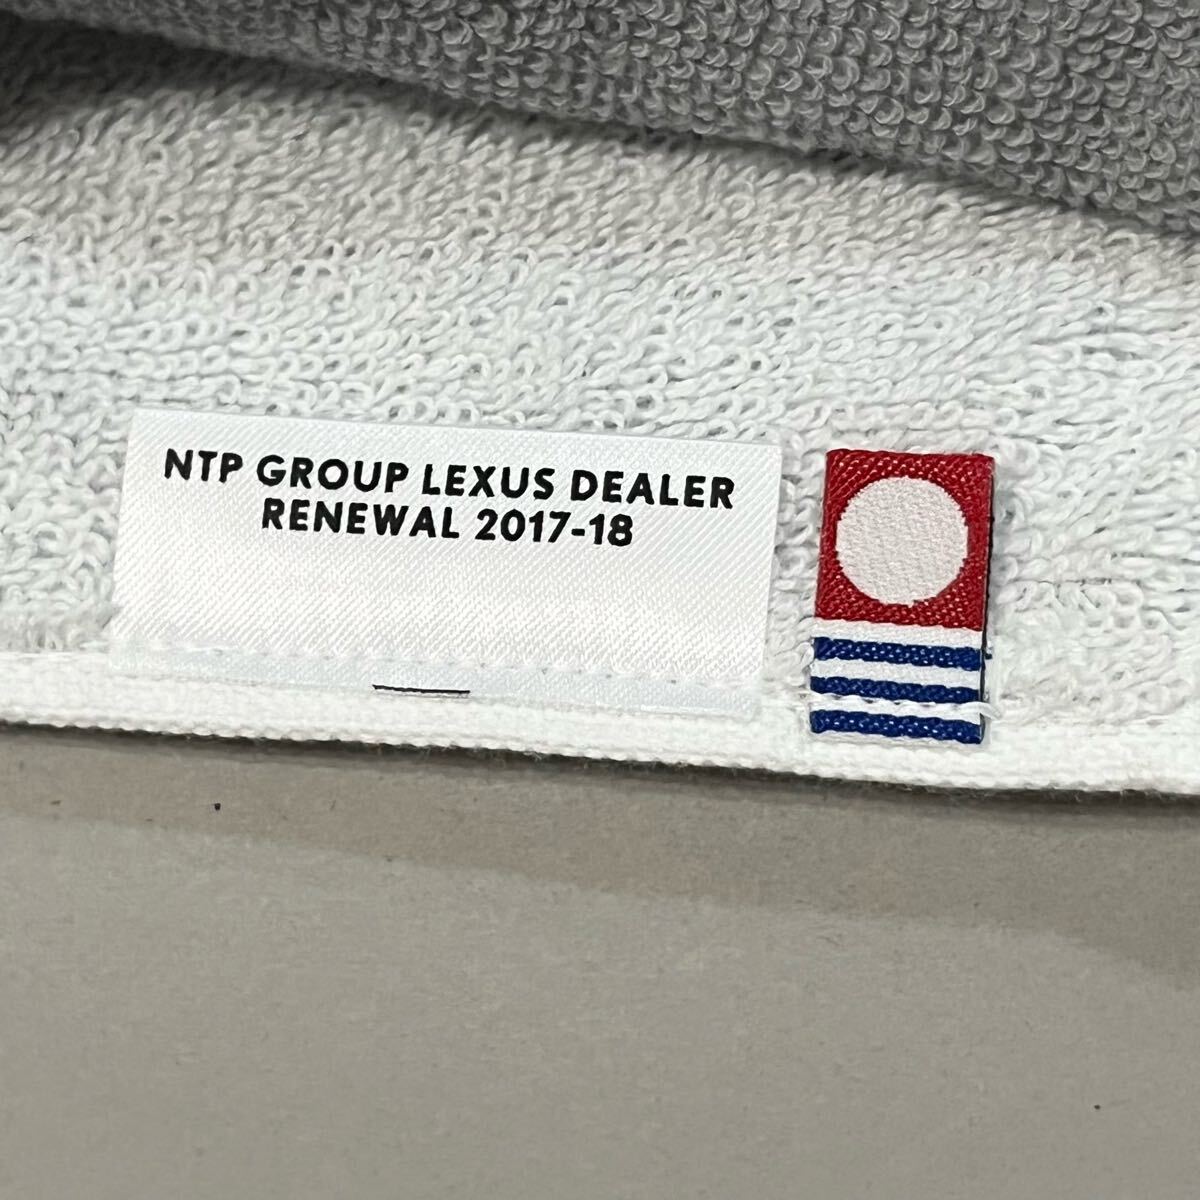 NTP GROUP LEXUS DEALER
RENEWAL 2017-18